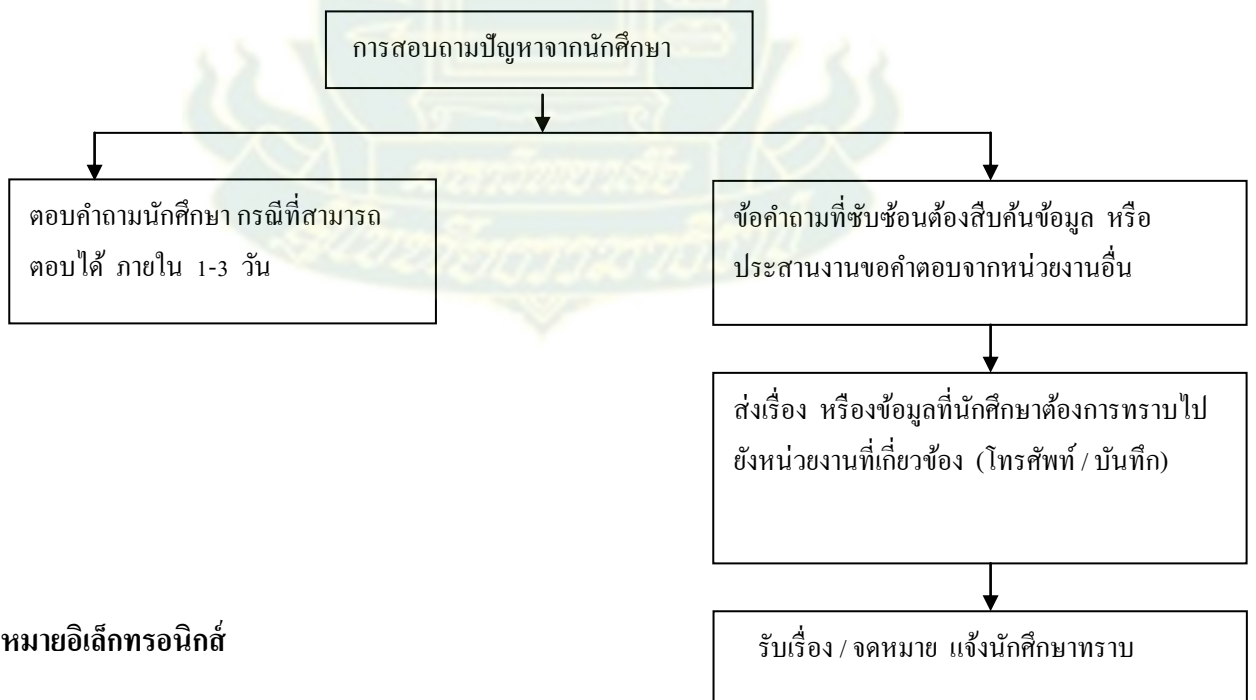 การสอบถามปัญหาจากนักศึกษา
ตอบคำถามนักศึกษา กรณีที่สามารถ
ตอบได้ ภายใน 1-3 วัน
ข้อคำถามที่ซับซ้อนต้องสืบค้นข้อมูล หรือ
ประสานงานขอคำตอบจากหน่วยงานอื่น
ส่งเรื่อง หรืองข้อมูลที่นักศึกษาต้องการทราบไป
ยังหน่วยงานที่เกี่ยวข้อง (โทรศัพท์ / บันทึก)
หมายอิเล็กทรอนิกส์
รับเรื่อง / จดหมาย แจ้งนักศึกษาทราบ